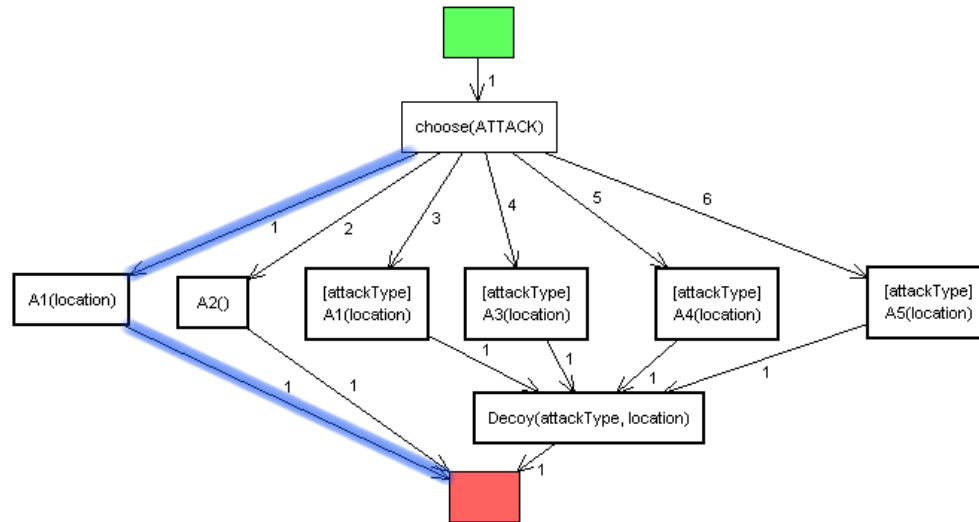 1
choose(ATTACK)
1
2
3
4
5
6
A1(location)
A2()
[attackType]
A1(location)
[attackType]
A3(location)
[attackType]
A4(location)
[attackType]
A5(location)
1
1
1
1
1
1
Decoy(attackType, location)
1